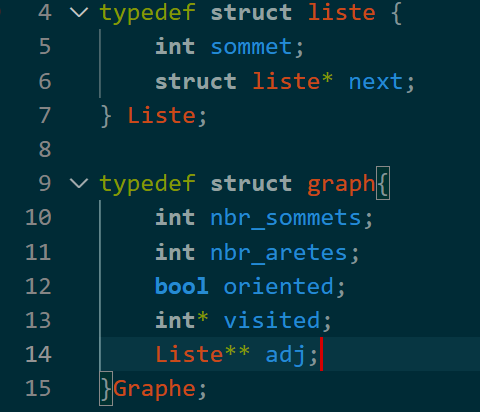 4 typedef struct liste {
5     int sommet;
6     struct liste* next;
7 } Liste;
8
9 typedef struct graph{
10     int nbr_sommets;
11     int nbr_aretes;
12     bool oriented;
13     int* visited;
14     Liste** adj;
15 }Graphe;